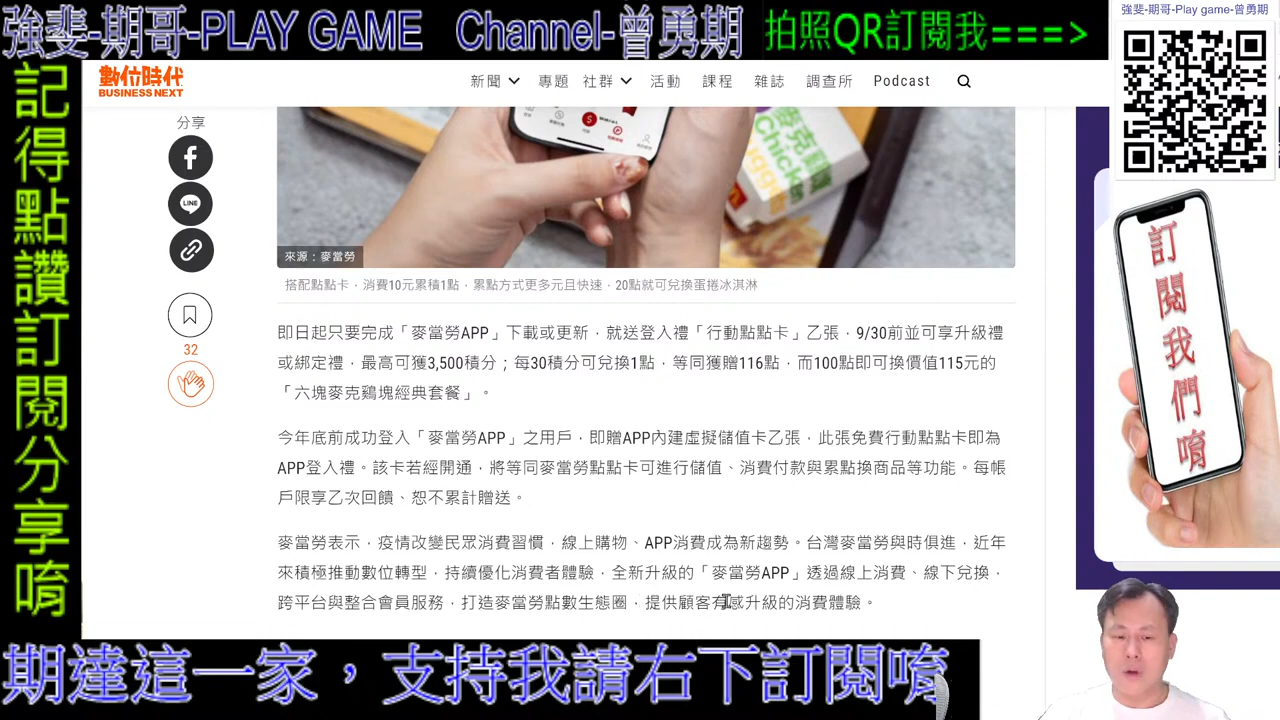 強斐-期哥-PLAY GAME Channel-曾勇期
拍照QR訂閱我===>
強斐-期哥-Play game-曾勇期
記得點讚訂閱分享唷
數位時代
BUSINESS NEXT
新聞 專題 社群 活動 課程 雜誌 調查所 Podcast
分享
LINE
32
麥克鷄塊
Chicken
來源：麥當勞
搭配點點卡，消費10元累積1點，累點方式更多元且快速，20點就可兌換蛋捲冰淇淋
即日起只要完成「麥當勞APP」下載或更新，就送登入禮「行動點點卡」乙張，9/30前並可享升級禮
或綁定禮，最高可獲3,500積分；每30積分可兌換1點，等同獲贈116點，而100點即可換價值115元的
「六塊麥克鷄塊經典套餐」。
今年底前成功登入「麥當勞APP」之用戶，即贈APP內建虛擬儲值卡乙張，此張免費行動點點卡即為
APP登入禮。該卡若經開通，將等同麥當勞點點卡可進行儲值、消費付款與累點換商品等功能。每帳
戶限享乙次回饋、恕不累計贈送。
麥當勞表示，疫情改變民眾消費習慣，線上購物、APP消費成為新趨勢。台灣麥當勞與時俱進，近年
來積極推動數位轉型，持續優化消費者體驗，全新升級的「麥當勞APP」透過線上消費、線下兌換，
跨平台與整合會員服務，打造麥當勞點數生態圈，提供顧客有感升級的消費體驗。
訂閱我們唷
期達這一家，支持我請右下訂閱唷